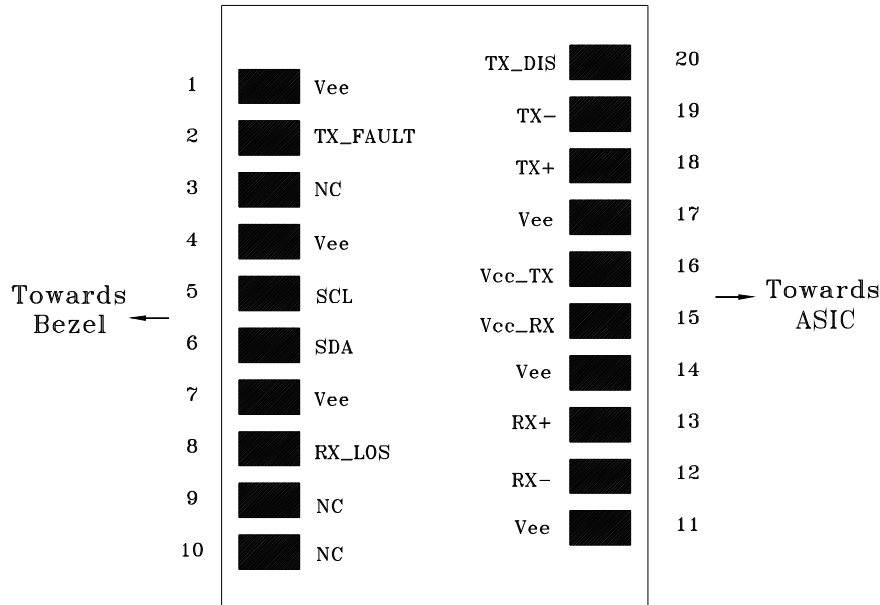 1 Vee
2 TX_FAULT
3 NC
4 Vee
5 SCL
6 SDA
7 Vee
8 RX_LOS
9 NC
10 NC
Towards
Bezel
TX_DIS 20
TX- 19
TX+ 18
Vee 17
Vcc_TX 16
Vcc_RX 15
Vee 14
RX+ 13
RX- 12
Vee 11
Towards
ASIC